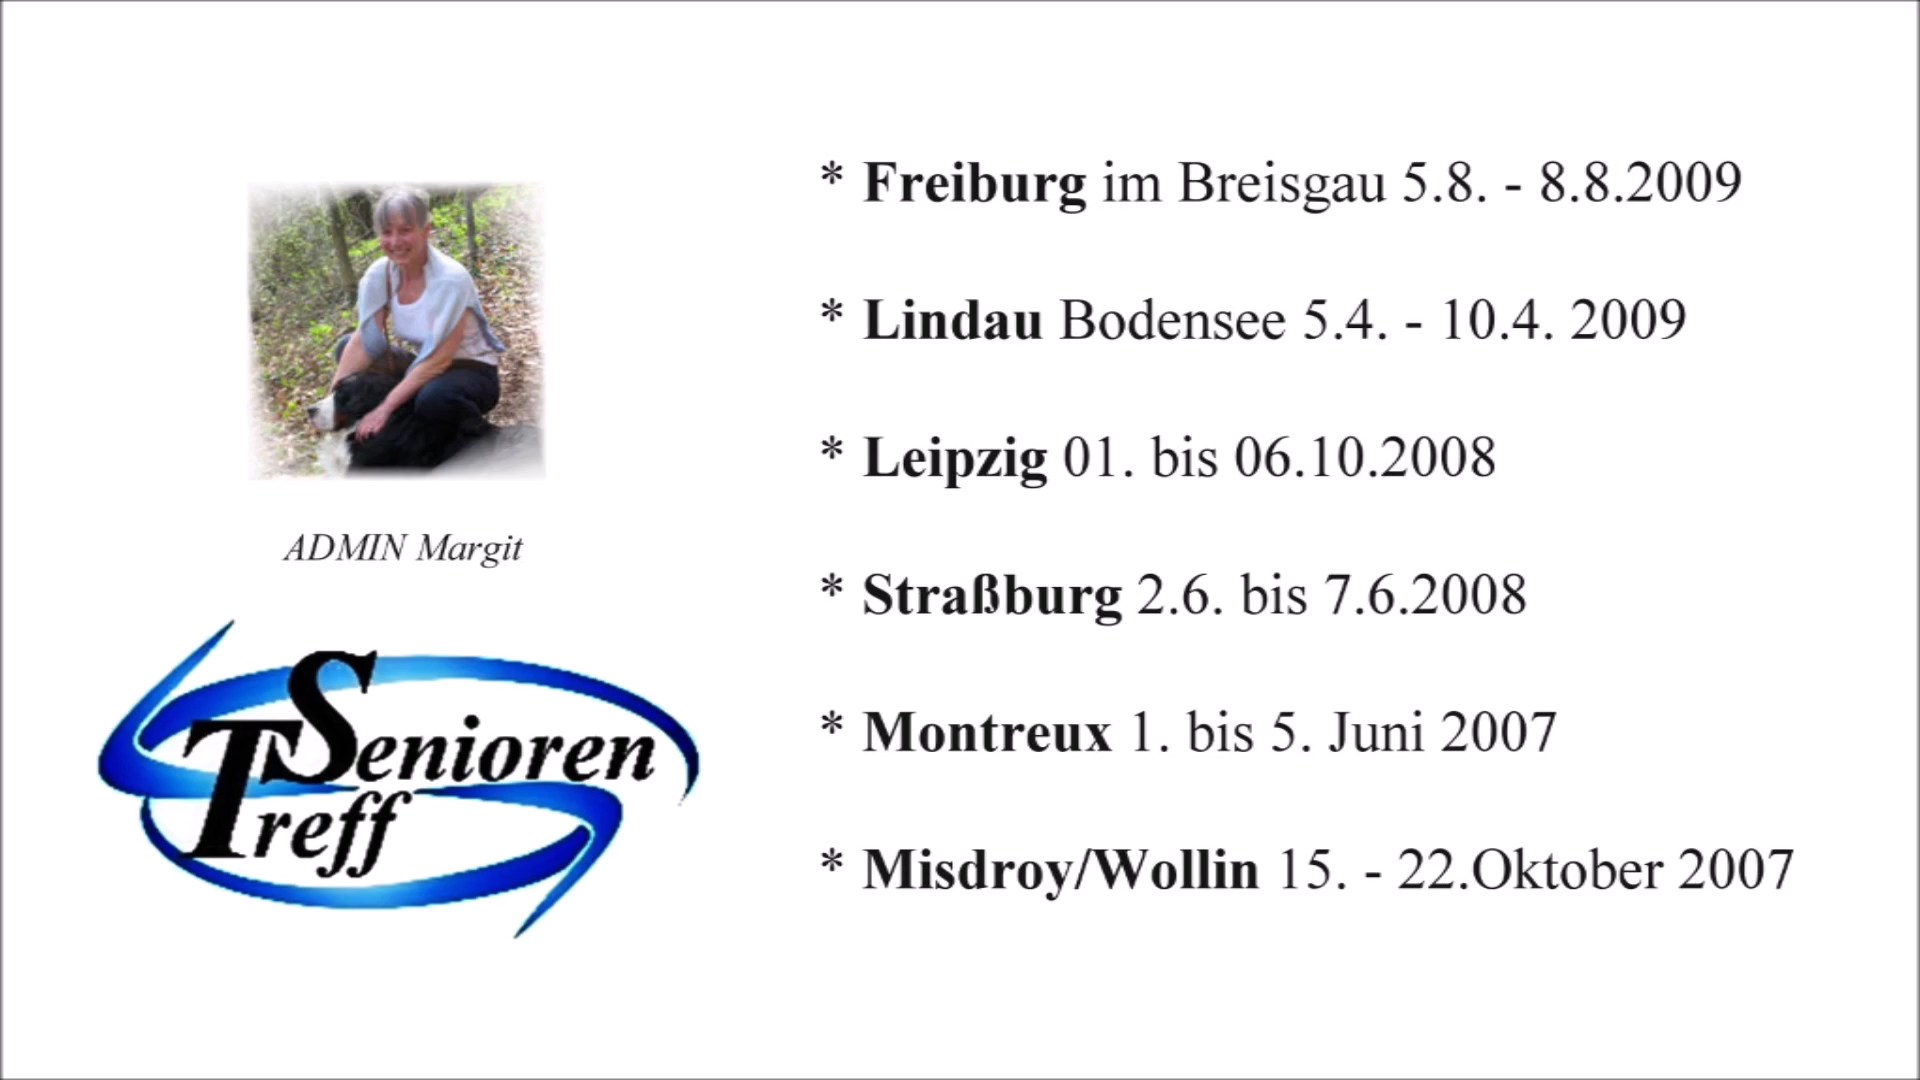 ADMIN Margit
Senioren
Treff
* Freiburg im Breisgau 5.8. - 8.8.2009
* Lindau Bodensee 5.4. - 10.4. 2009
* Leipzig 01. bis 06.10.2008
* Straßburg 2.6. bis 7.6.2008
* Montreux 1. bis 5. Juni 2007
* Misdroy/Wollin 15. - 22.Oktober 2007